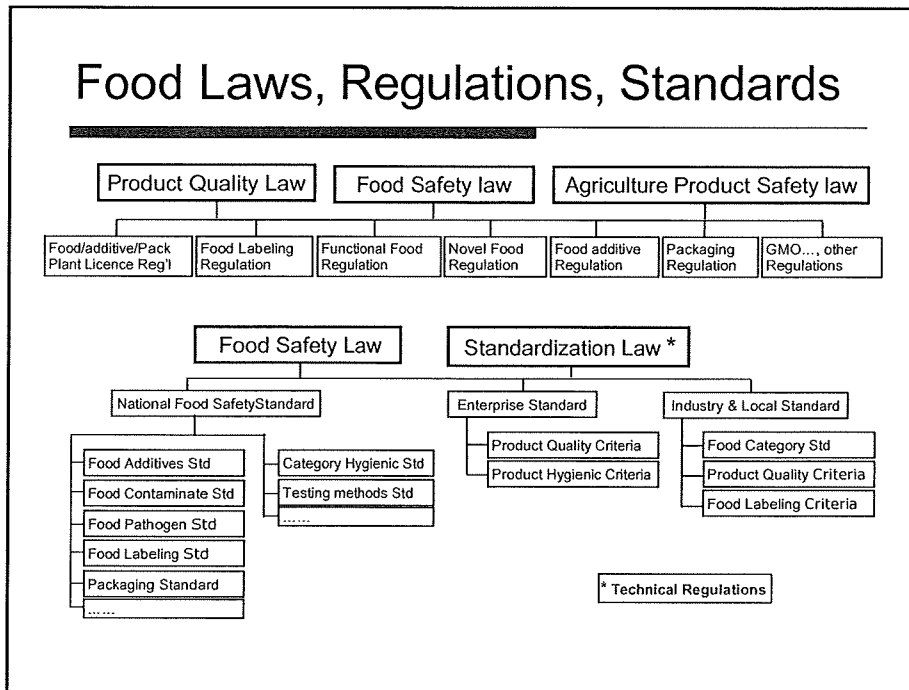 Food Laws, Regulations, Standards
Product Quality Law
Food Safety law
Agriculture Product Safety law
Food/additive/Pack
Plant Licence Reg'l
Food Labeling
Regulation
Functional Food
Regulation
Novel Food
Regulation
Food additive
Regulation
Packaging
Regulation
GMO..., other
Regulations
Food Safety Law
Standardization Law *
National Food SafetyStandard
Food Additives Std
Food Contaminate Std
Food Pathogen Std
Food Labeling Std
Packaging Standard
......
Category Hygienic Std
Testing methods Std
......
Enterprise Standard
Product Quality Criteria
Product Hygienic Criteria
Industry & Local Standard
Food Category Std
Product Quality Criteria
Food Labeling Criteria
* Technical Regulations